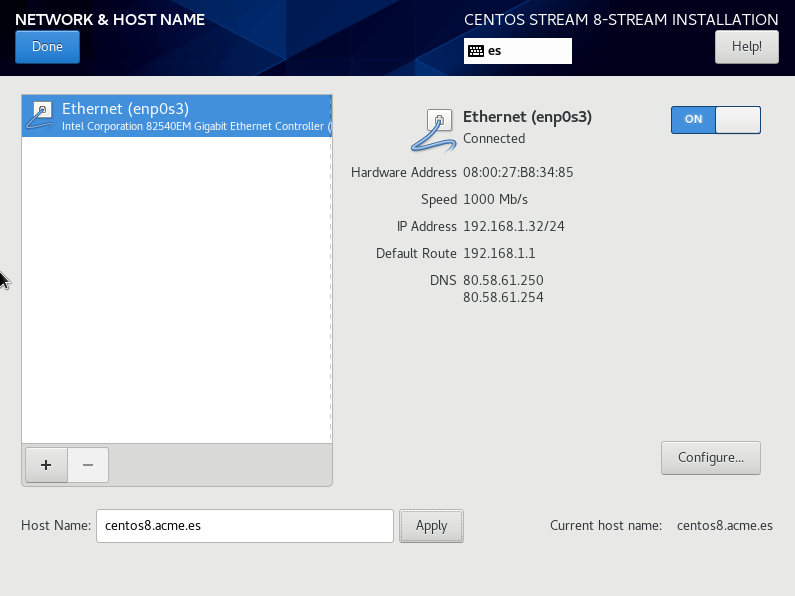 NETWORK & HOST NAME
CENTOS STREAM 8-STREAM INSTALLATION
Done
es
Help!
Ethernet (enp0s3)
Intel Corporation 82540EM Gigabit Ethernet Controller (
Ethernet (enp0s3)
Connected
ON
Hardware Address 08:00:27:B8:34:85
Speed 1000 Mb/s
IP Address 192.168.1.32/24
Default Route 192.168.1.1
DNS 80.58.61.250
80.58.61.254
+ −
Configure...
Host Name: centos8.acme.es Apply Current host name: centos8.acme.es